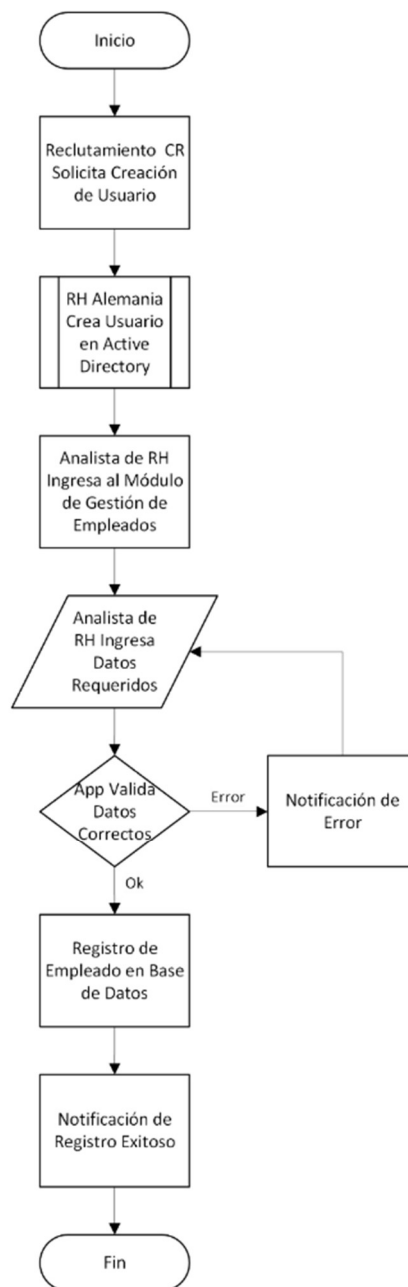 Inicio
Reclutamiento CR
Solicita Creación
de Usuario
RH Alemania
Crea Usuario
en Active
Directory
Analista de RH
Ingresa al Módulo
de Gestión de
Empleados
Analista de
RH Ingresa
Datos
Requeridos
App Valida
Datos
Correctos
Error
Notificación de
Error
Ok
Registro de
Empleado en Base
de Datos
Notificación de
Registro Exitoso
Fin